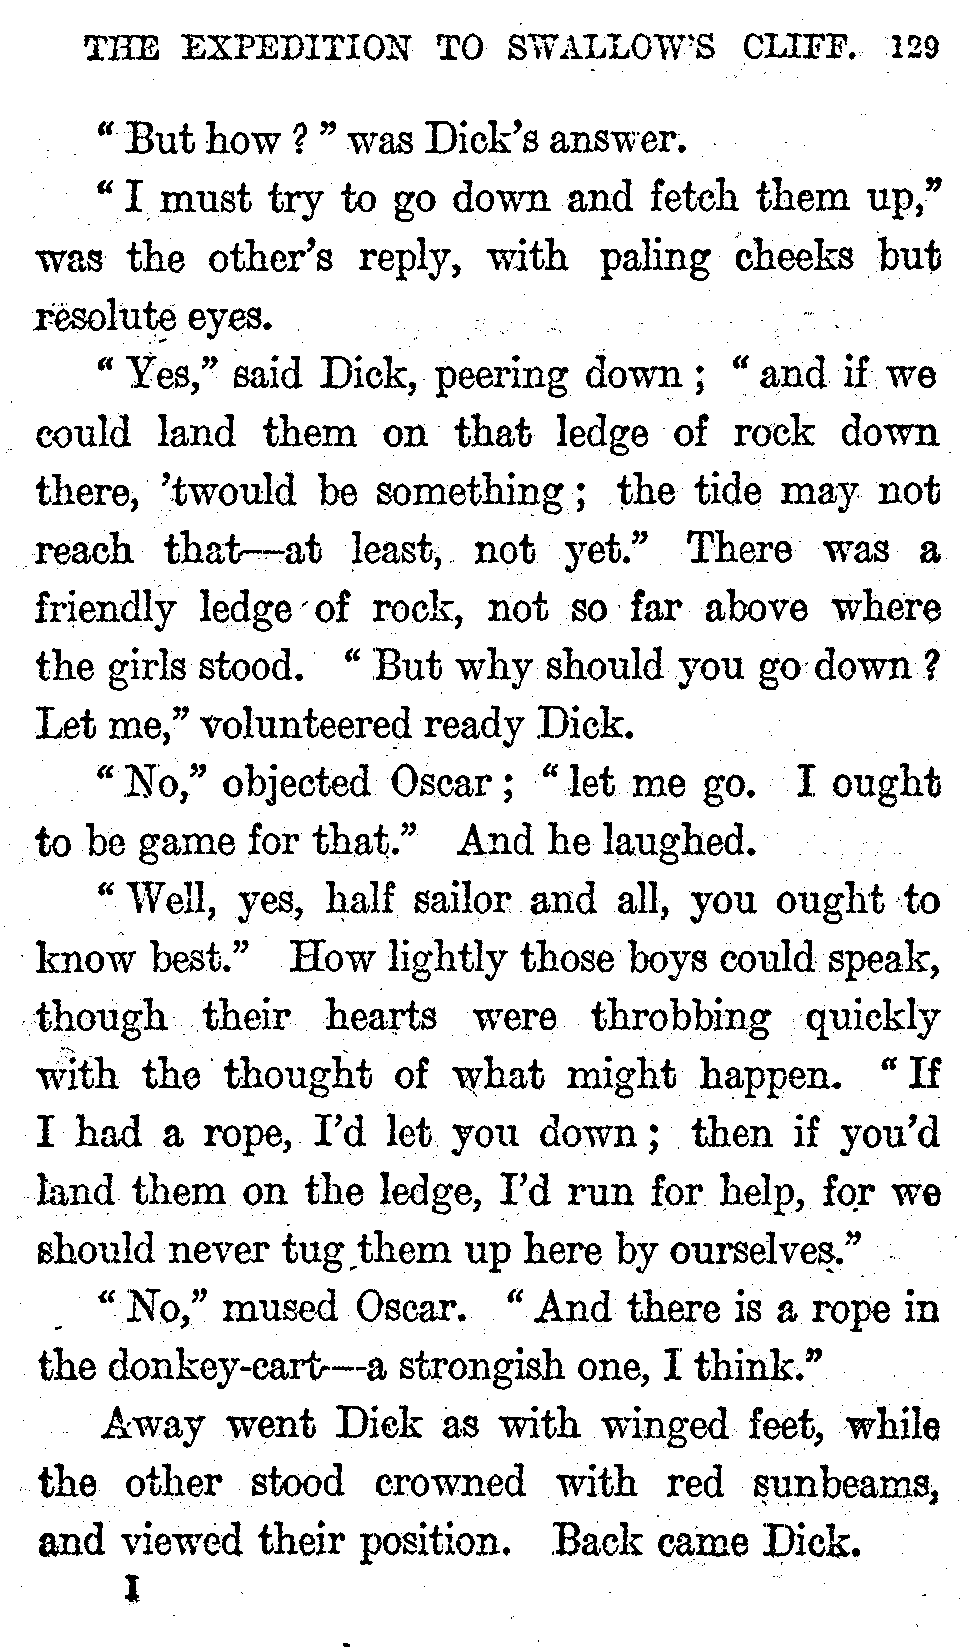 THE EXPEDITION TO SWALLOW'S CLIFF. 129
“ But how ? ” was Dick's answer.
“ I must try to go down and fetch them up,”
was the other's reply, with paling cheeks but
resolute eyes.
“ Yes,” said Dick, peering down ; “ and if we
could land them on that ledge of rock down
there, 'twould be something ; the tide may not
reach that—at least, not yet.” There was a
friendly ledge of rock, not so far above where
the girls stood. “ But why should you go down ?
Let me,” volunteered ready Dick.
“ No,” objected Oscar ; “ let me go. I ought
to be game for that.” And he laughed.
“ Well, yes, half sailor and all, you ought to
know best.” How lightly those boys could speak,
though their hearts were throbbing quickly
with the thought of what might happen. “ If
I had a rope, I'd let you down ; then if you'd
land them on the ledge, I'd run for help, for we
should never tug them up here by ourselves.”
“ No,” mused Oscar. “ And there is a rope in
the donkey-cart—a strongish one, I think.”
Away went Dick as with winged feet, while
the other stood crowned with red sunbeams,
and viewed their position. Back came Dick.
I